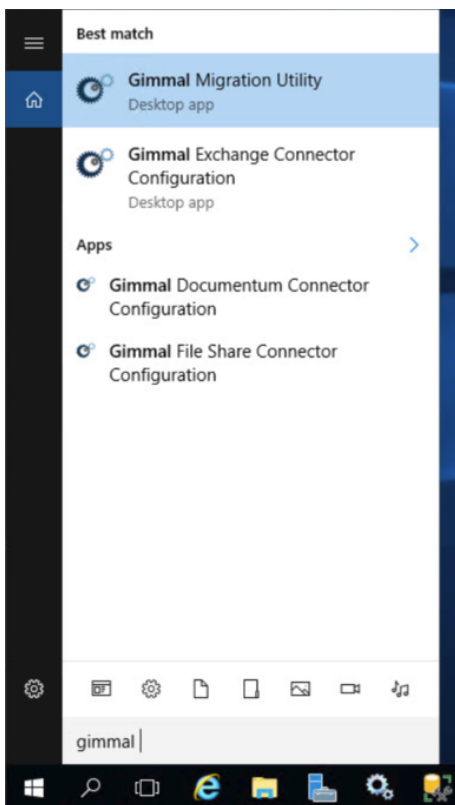 Best match
Gimmal Migration Utility
Desktop app
Gimmal Exchange Connector
Configuration
Desktop app
Apps
Gimmal Documentum Connector
Configuration
Gimmal File Share Connector
Configuration
gimmal